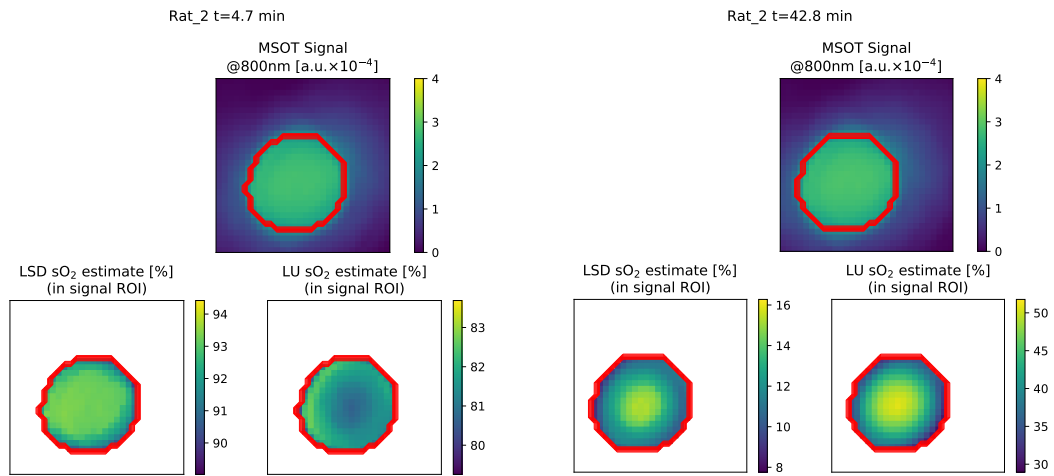 Rat_2 t=4.7 min
MSOT Signal
@800nm [a.u.×10⁻⁴]
4
3
2
1
0
LSD sO₂ estimate [%]
(in signal ROI)
94
93
92
91
90
LU sO₂ estimate [%]
(in signal ROI)
83
82
81
80
Rat_2 t=42.8 min
MSOT Signal
@800nm [a.u.×10⁻⁴]
4
3
2
1
0
LSD sO₂ estimate [%]
(in signal ROI)
16
14
12
10
8
LU sO₂ estimate [%]
(in signal ROI)
50
45
40
35
30